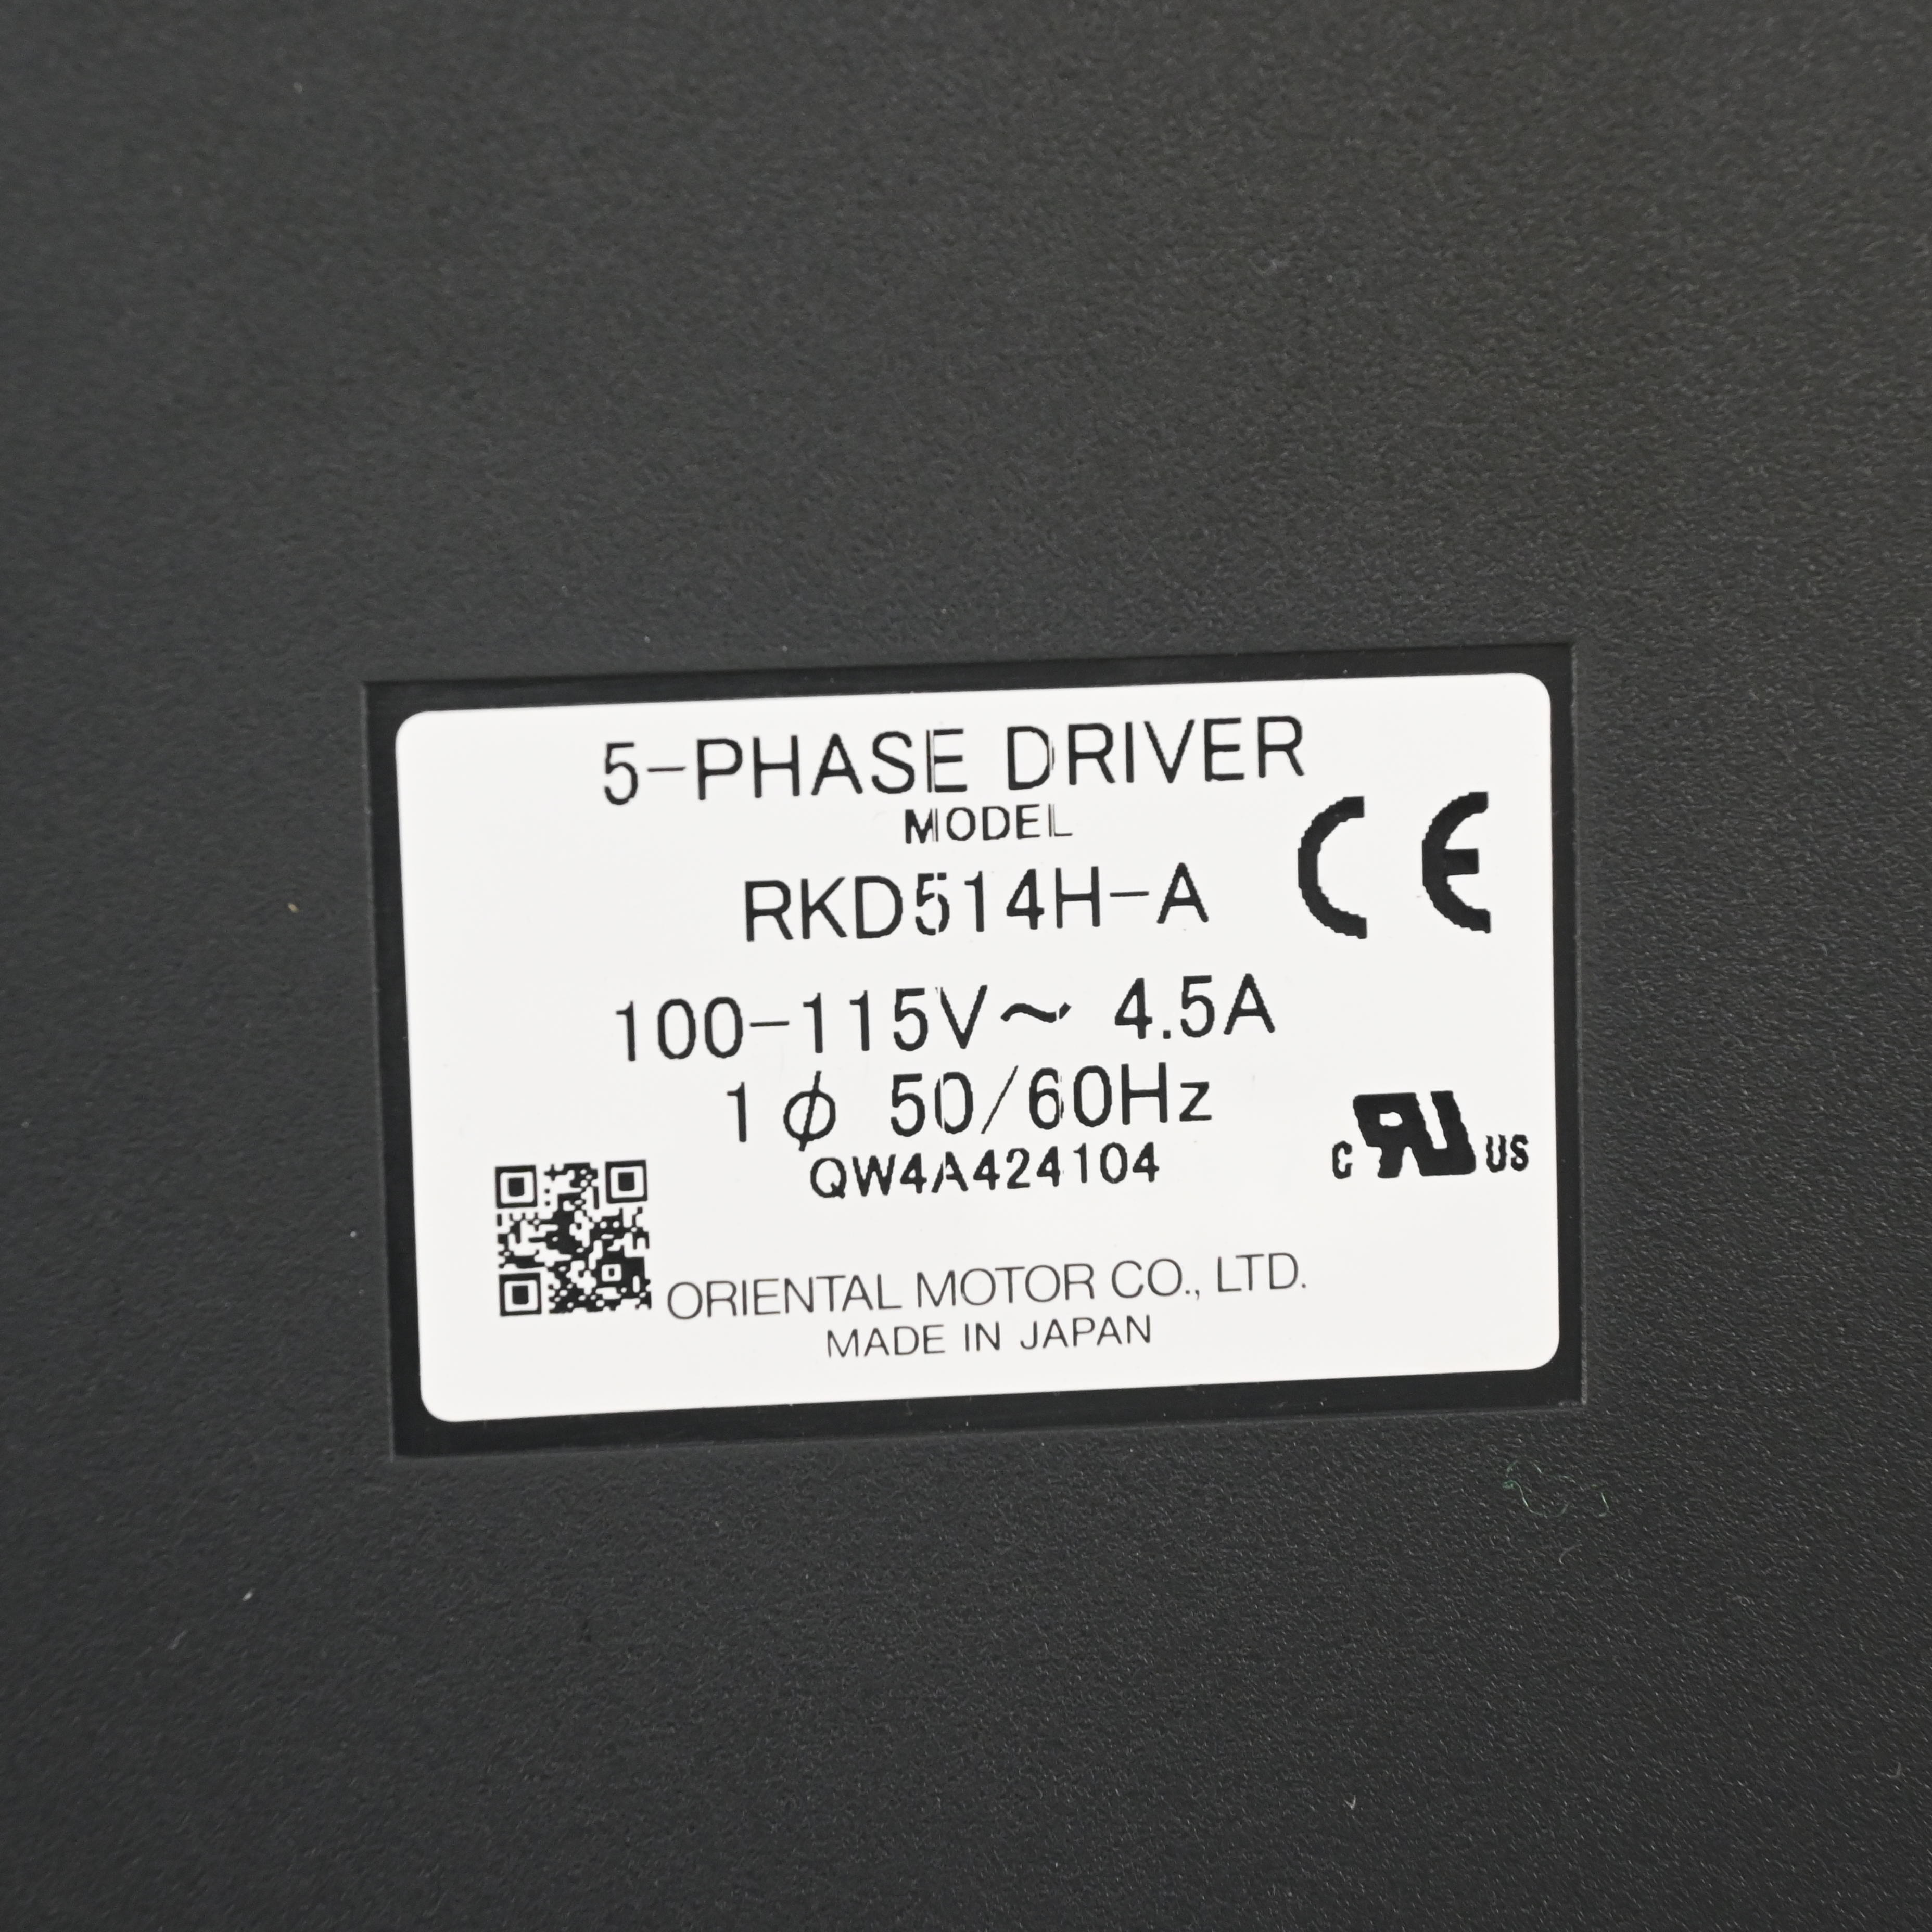 5-PHASE DRIVER
MODEL
RKD514H-A
CE
100-115V~ 4.5A
1ϕ 50/60Hz
QW4A424104
c RU US
ORIENTAL MOTOR CO., LTD.
MADE IN JAPAN